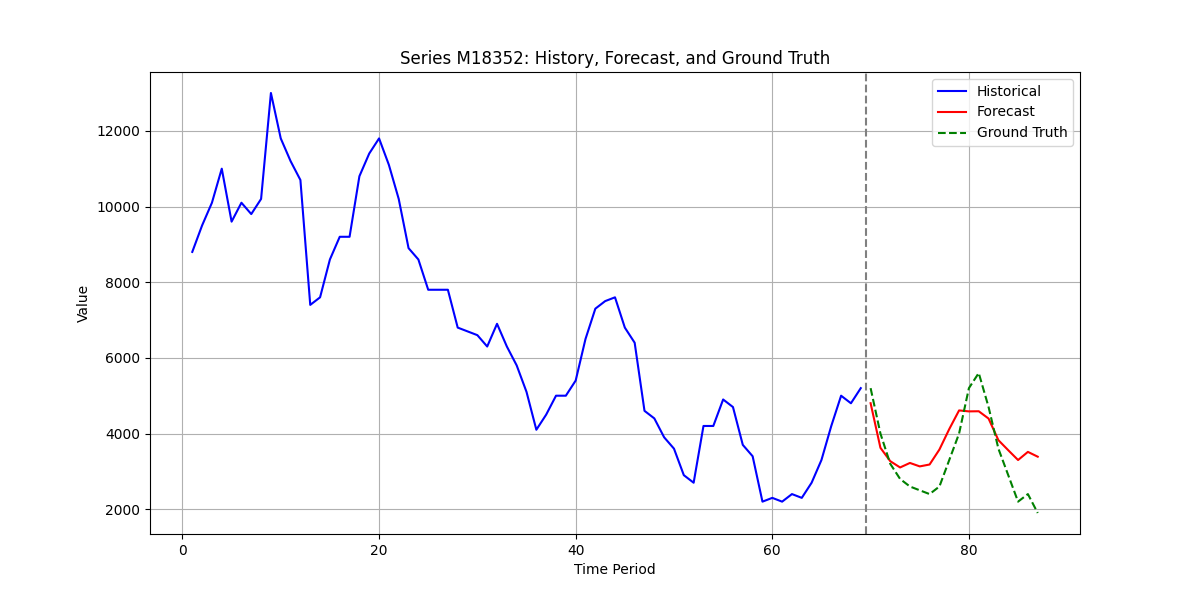 Series M18352: History, Forecast, and Ground Truth
Historical
Forecast
Ground Truth
12000
10000
8000
6000
4000
2000
Value
0
20
40
60
80
Time Period